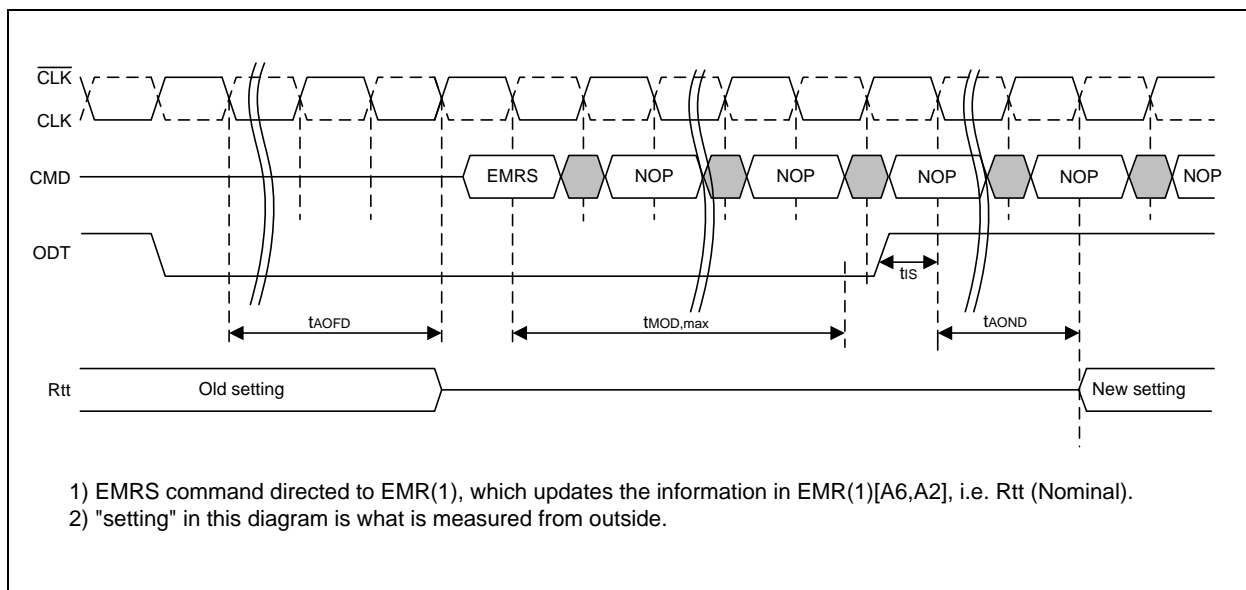 CLK
CLK
CMD
EMRS
NOP
NOP
NOP
NOP
NOP
ODT
tIS
tAOFD
tMOD,max
tAOND
Rtt
Old setting
New setting
1) EMRS command directed to EMR(1), which updates the information in EMR(1)[A6,A2], i.e. Rtt (Nominal).
2) "setting" in this diagram is what is measured from outside.